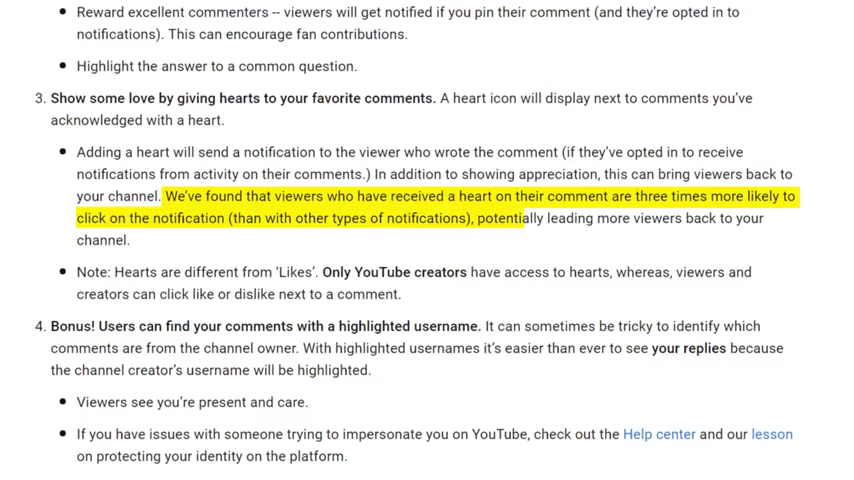 Reward excellent commenters -- viewers will get notified if you pin their comment (and they're opted in to
notifications). This can encourage fan contributions.
Highlight the answer to a common question.
3. Show some love by giving hearts to your favorite comments. A heart icon will display next to comments you've
acknowledged with a heart.
Adding a heart will send a notification to the viewer who wrote the comment (if they've opted in to receive
notifications from activity on their comments.) In addition to showing appreciation, this can bring viewers back to
your channel. We've found that viewers who have received a heart on their comment are three times more likely to
click on the notification (than with other types of notifications), potentially leading more viewers back to your
channel.
Note: Hearts are different from 'Likes'. Only YouTube creators have access to hearts, whereas, viewers and
creators can click like or dislike next to a comment.
4. Bonus! Users can find your comments with a highlighted username. It can sometimes be tricky to identify which
comments are from the channel owner. With highlighted usernames it's easier than ever to see your replies because
the channel creator's username will be highlighted.
Viewers see you're present and care.
If you have issues with someone trying to impersonate you on YouTube, check out the Help center and our lesson
on protecting your identity on the platform.